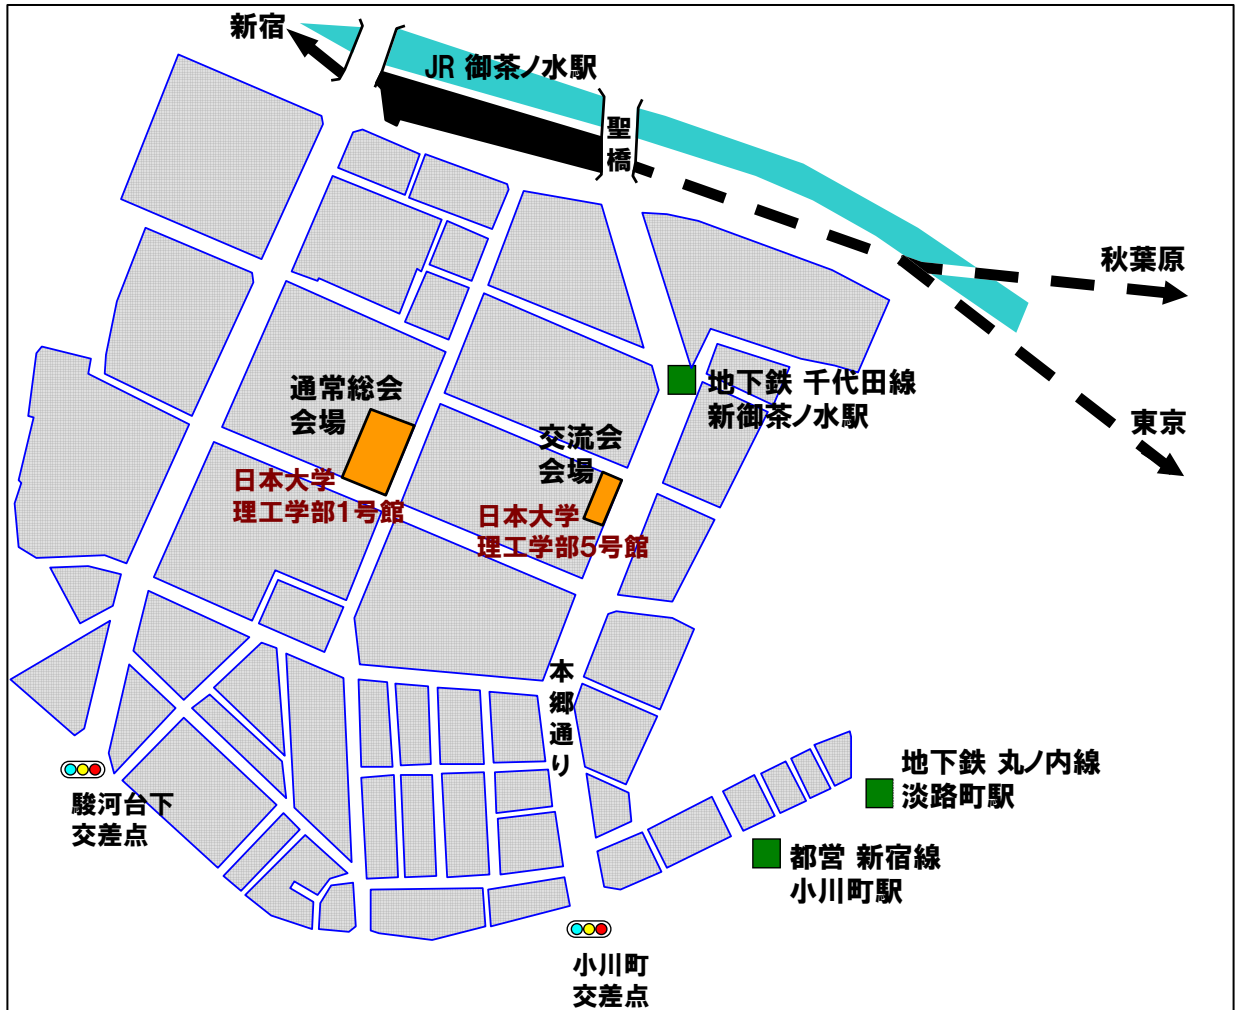 新宿
JR 御茶ノ水駅
聖
橋
秋葉原
通常総会
会場
地下鉄 千代田線
新御茶ノ水駅
東京
交流会
会場
日本大学
理工学部1号館
日本大学
理工学部5号館
本
郷
通
り
地下鉄 丸ノ内線
淡路町駅
駿河台下
交差点
都営 新宿線
小川町駅
小川町
交差点